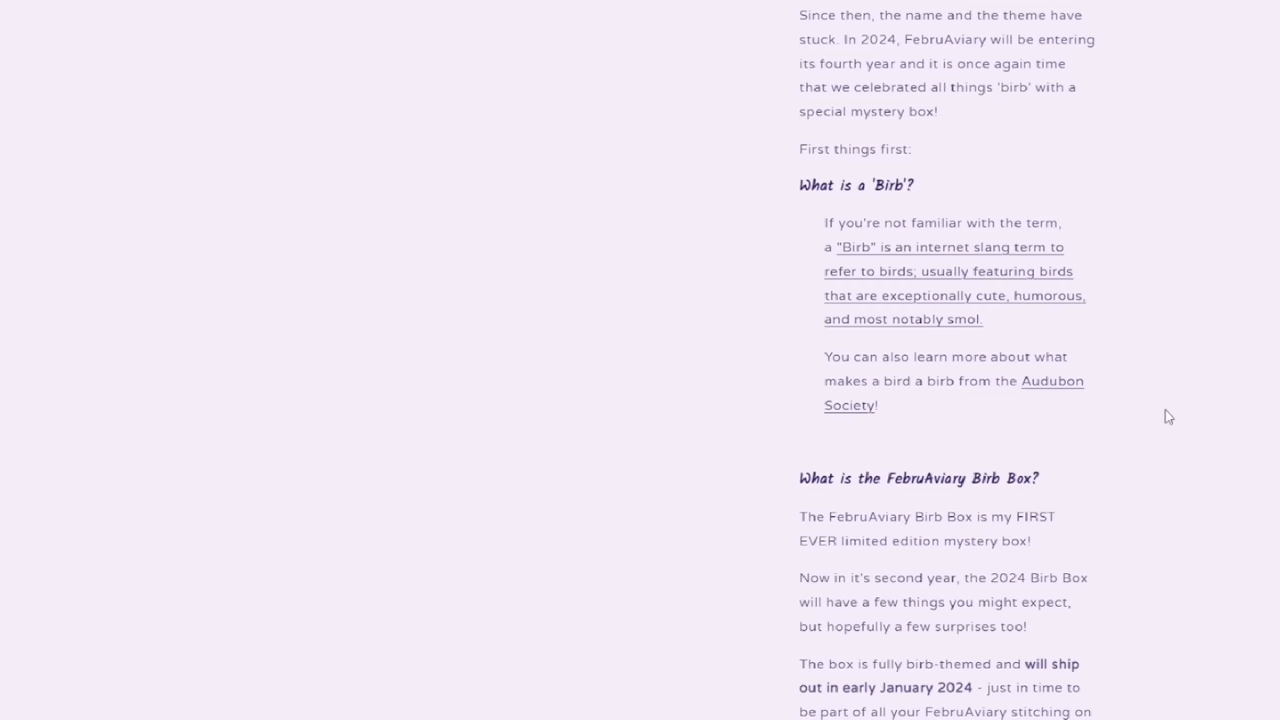 Since then, the name and the theme have
stuck. In 2024, FebruAviary will be entering
its fourth year and it is once again time
that we celebrated all things 'birb' with a
special mystery box!
First things first:
What is a 'Birb'?
If you're not familiar with the term,
a "Birb" is an internet slang term to
refer to birds; usually featuring birds
that are exceptionally cute, humorous,
and most notably smol.
You can also learn more about what
makes a bird a birb from the Audubon
Society!
What is the FebruAviary Birb Box?
The FebruAviary Birb Box is my FIRST
EVER limited edition mystery box!
Now in it's second year, the 2024 Birb Box
will have a few things you might expect,
but hopefully a few surprises too!
The box is fully birb-themed and will ship
out in early January 2024 - just in time to
be part of all your FebruAviary stitching on